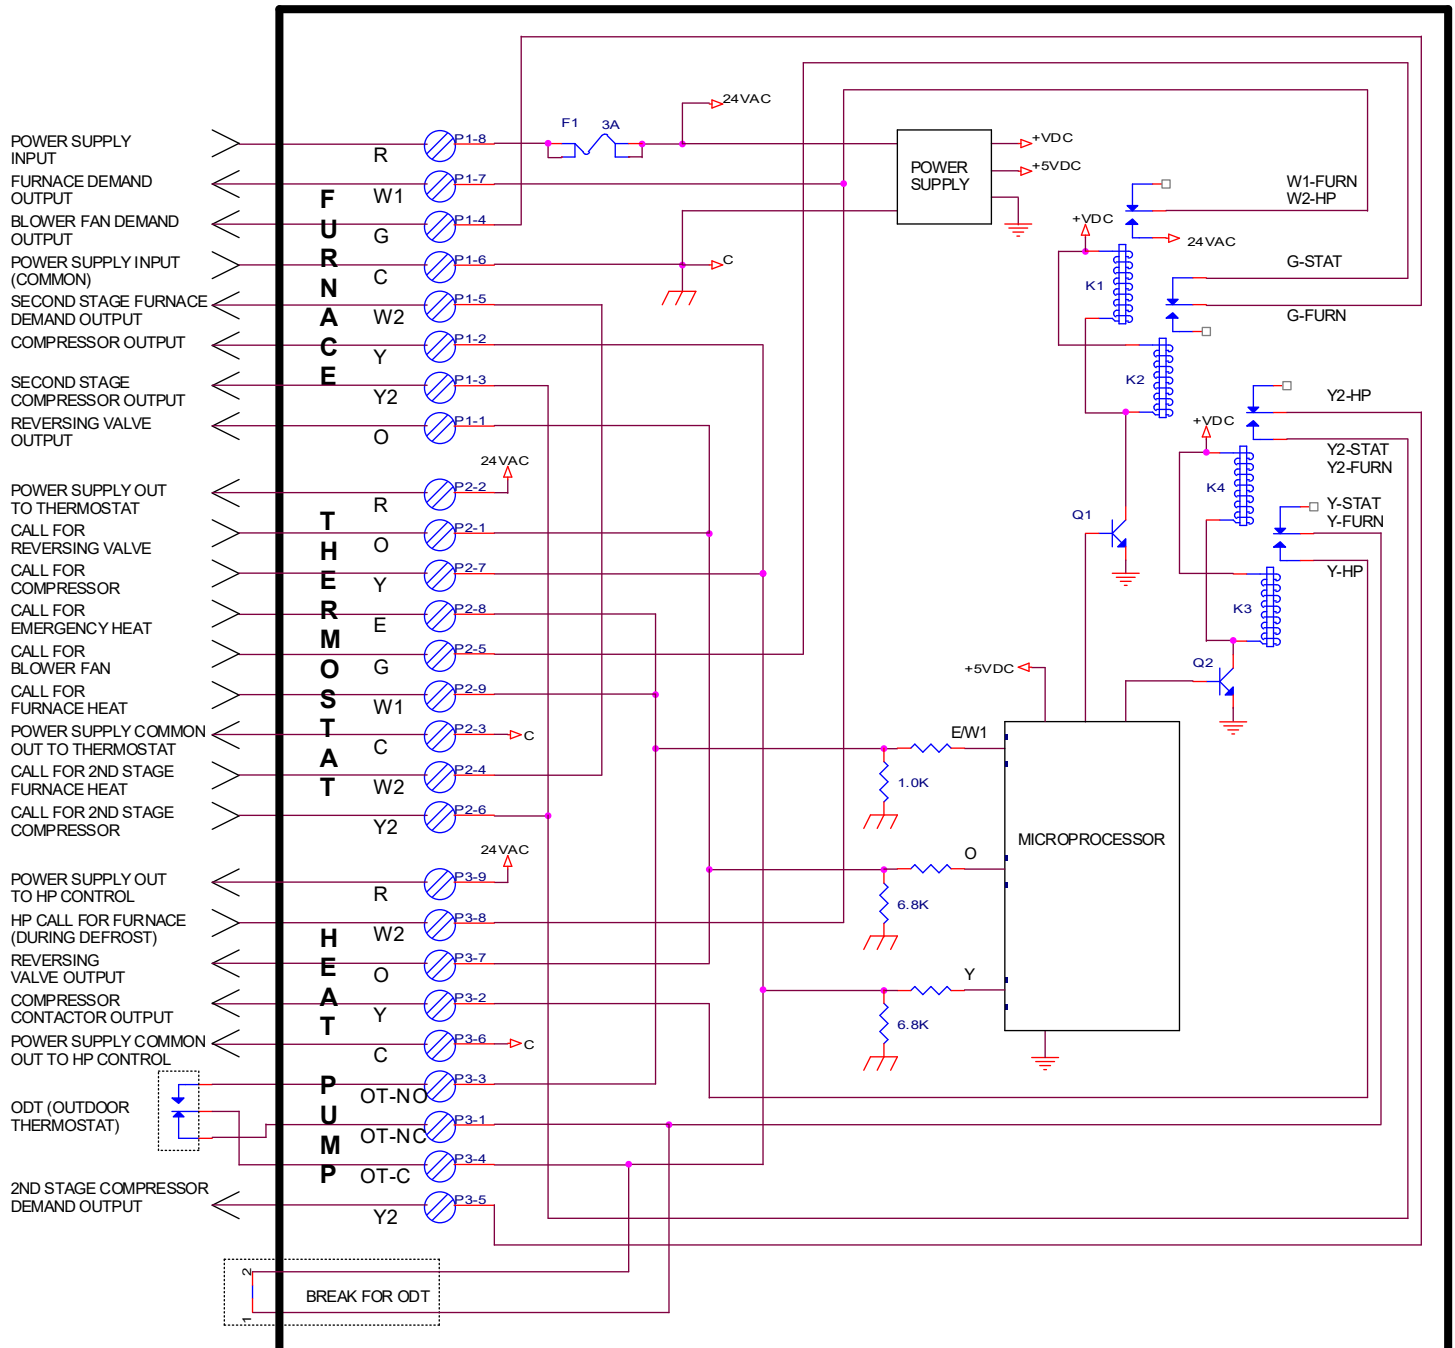 POWER SUPPLY
INPUT
R
P1-8
F1
3A
24VAC
FURNACE DEMAND
OUTPUT
W1
P1-7
BLOWER FAN DEMAND
OUTPUT
G
P1-4
POWER SUPPLY INPUT
(COMMON)
C
P1-6
C
SECOND STAGE FURNACE
DEMAND OUTPUT
W2
P1-5
COMPRESSOR OUTPUT
Y
P1-2
SECOND STAGE
COMPRESSOR OUTPUT
Y2
P1-3
REVERSING VALVE
OUTPUT
O
P1-1
FURNACE
POWER SUPPLY OUT
TO THERMOSTAT
R
P2-2
24VAC
CALL FOR
REVERSING VALVE
O
P2-1
CALL FOR
COMPRESSOR
Y
P2-7
CALL FOR
EMERGENCY HEAT
E
P2-8
CALL FOR
BLOWER FAN
G
P2-5
CALL FOR
FURNACE HEAT
W1
P2-9
POWER SUPPLY COMMON
OUT TO THERMOSTAT
C
P2-3
C
CALL FOR 2ND STAGE
FURNACE HEAT
W2
P2-4
CALL FOR 2ND STAGE
COMPRESSOR
Y2
P2-6
THERMOSTAT
POWER SUPPLY OUT
TO HP CONTROL
R
P3-9
24VAC
HP CALL FOR FURNACE
(DURING DEFROST)
W2
P3-8
REVERSING
VALVE OUTPUT
O
P3-7
COMPRESSOR
CONTACTOR OUTPUT
Y
P3-2
POWER SUPPLY COMMON
OUT TO HP CONTROL
C
P3-6
C
OT-NO
P3-3
ODT (OUTDOOR
THERMOSTAT)
OT-NC
P3-1
OT-C
P3-4
2ND STAGE COMPRESSOR
DEMAND OUTPUT
Y2
P3-5
HEAT PUMP
2
1
BREAK FOR ODT
POWER
SUPPLY
+VDC
+5VDC
W1-FURN
W2-HP
24VAC
+VDC
K1
G-STAT
G-FURN
K2
Y2-HP
+VDC
Y2-STAT
Y2-FURN
K4
Y-STAT
Y-FURN
Y-HP
K3
Q1
Q2
+5VDC
E/W1
1.0K
O
6.8K
Y
6.8K
MICROPROCESSOR